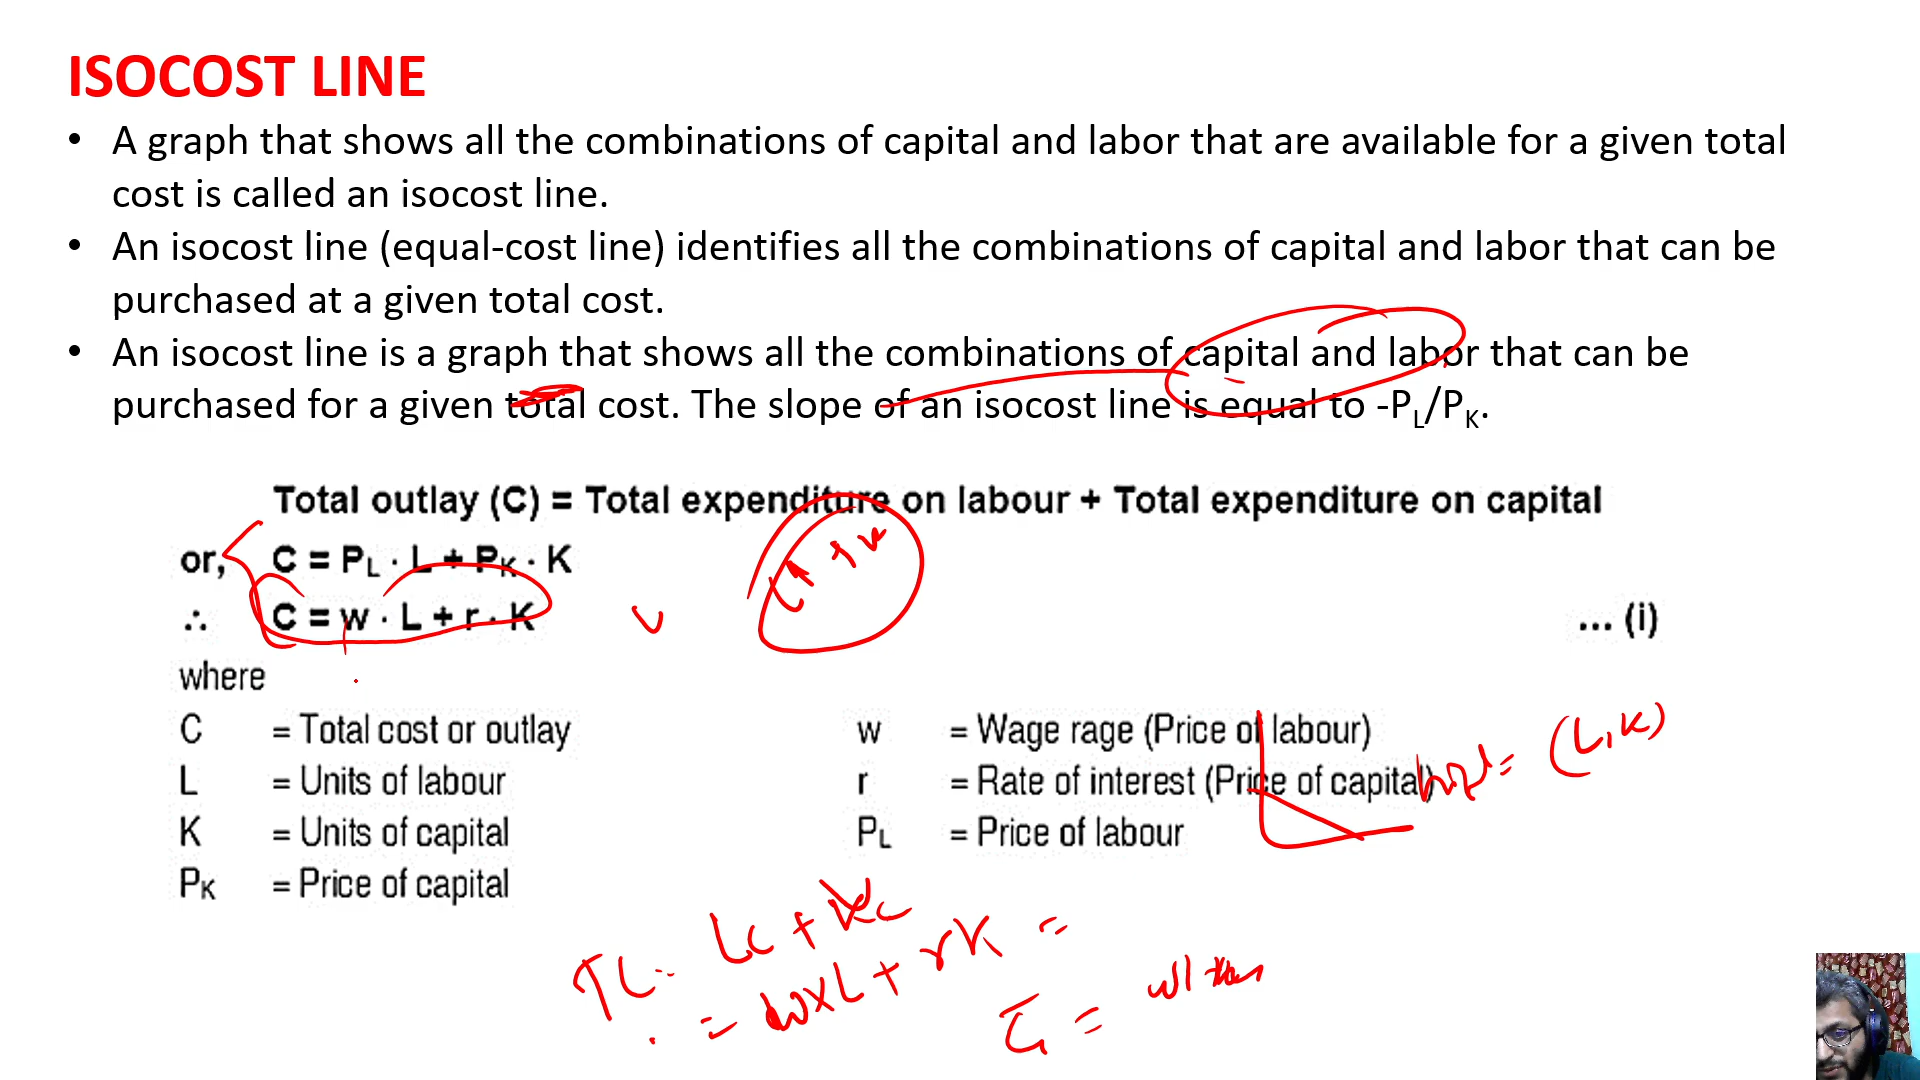 ISOCOST LINE
• A graph that shows all the combinations of capital and labor that are available for a given total
cost is called an isocost line.
• An isocost line (equal-cost line) identifies all the combinations of capital and labor that can be
purchased at a given total cost.
• An isocost line is a graph that shows all the combinations of capital and labor that can be
purchased for a given total cost. The slope of an isocost line is equal to -PL/PK.
Total outlay (C) = Total expenditure on labour + Total expenditure on capital
or, C = PL · L + PK · K
∴ C = w · L + r · K ... (i)
where
C = Total cost or outlay w = Wage rage (Price of labour)
L = Units of labour r = Rate of interest (Price of capital)
K = Units of capital PL = Price of labour
PK = Price of capital
= (L, K)
= w×L + rK =